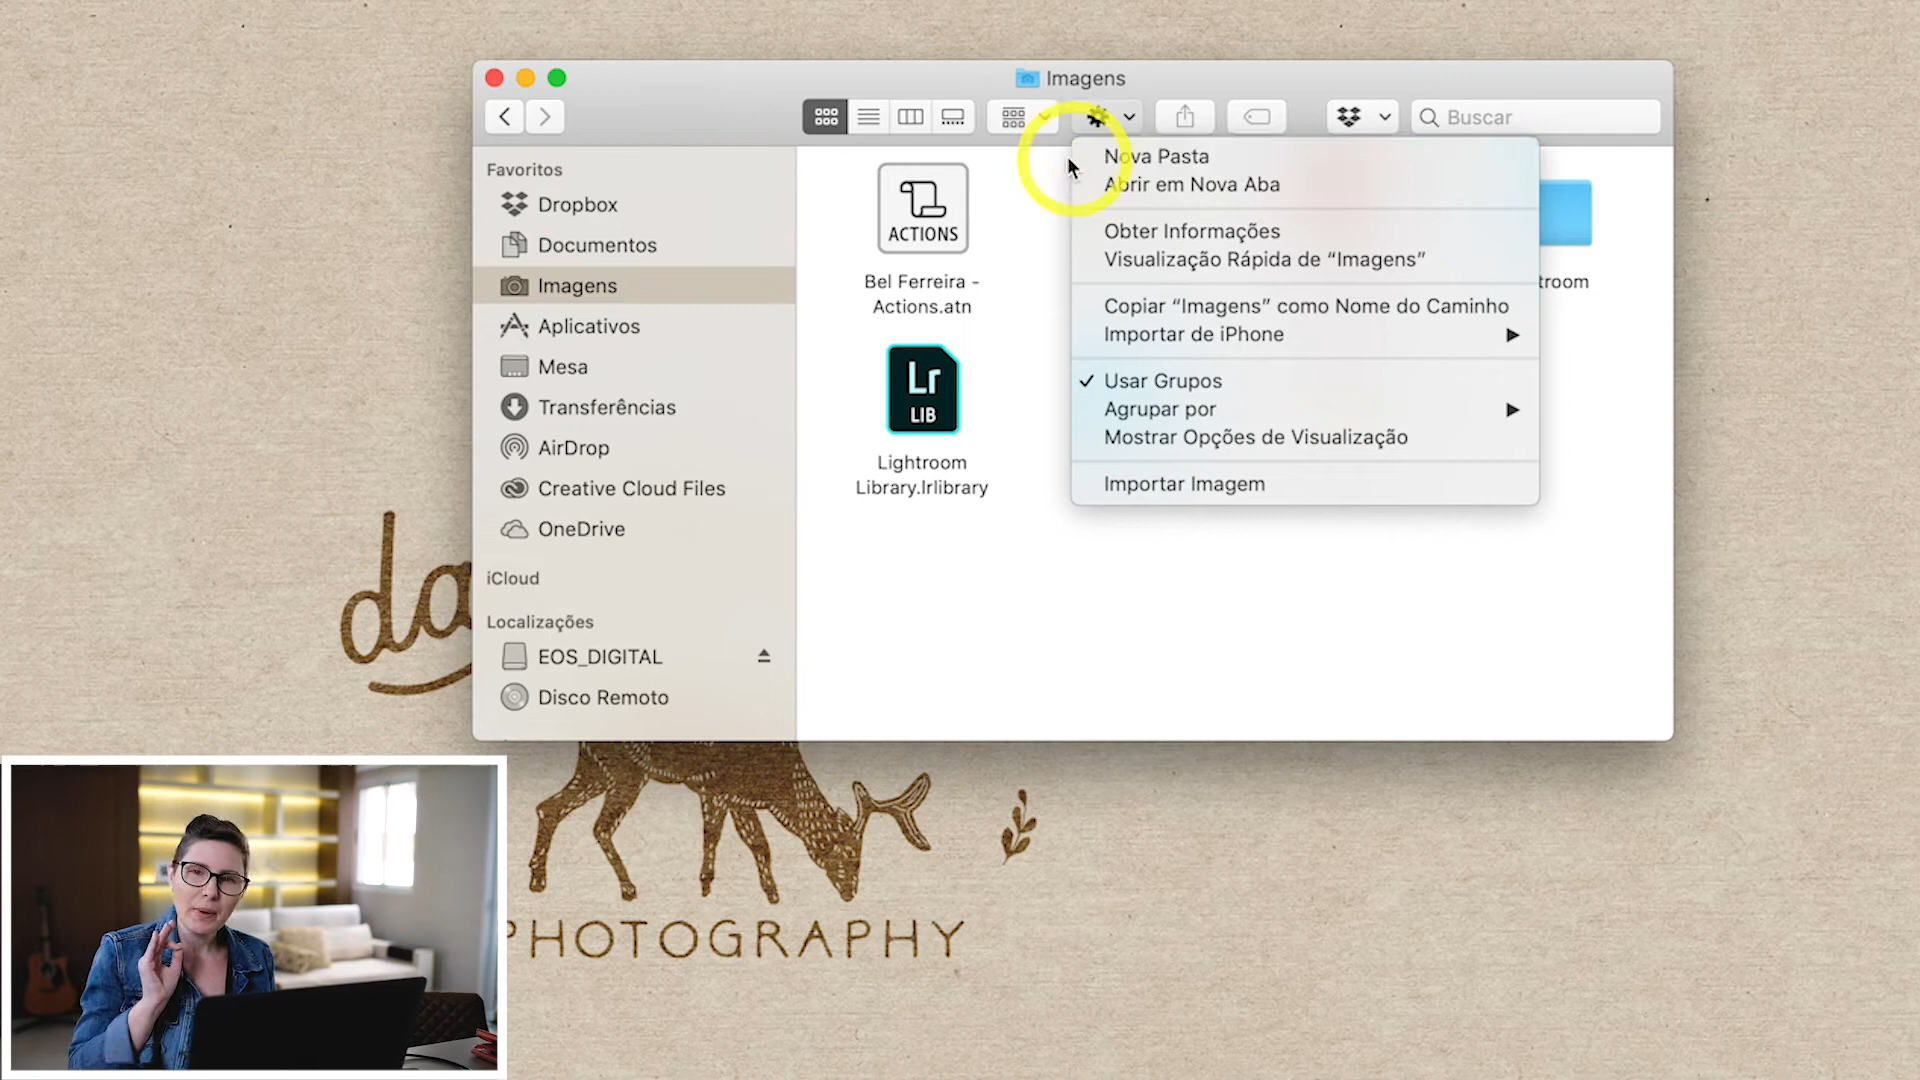 Imagens
Buscar
Favoritos
Dropbox
Documentos
Imagens
Aplicativos
Mesa
Transferências
AirDrop
Creative Cloud Files
OneDrive
iCloud
Localizações
EOS_DIGITAL
Disco Remoto
ACTIONS
Bel Ferreira -
Actions.atn
Lr
LIB
Lightroom
Library.lrlibrary
Nova Pasta
Abrir em Nova Aba
Obter Informações
Visualização Rápida de “Imagens”
Copiar “Imagens” como Nome do Caminho
Importar de iPhone
Usar Grupos
Agrupar por
Mostrar Opções de Visualização
Importar Imagem
troom
da
PHOTOGRAPHY